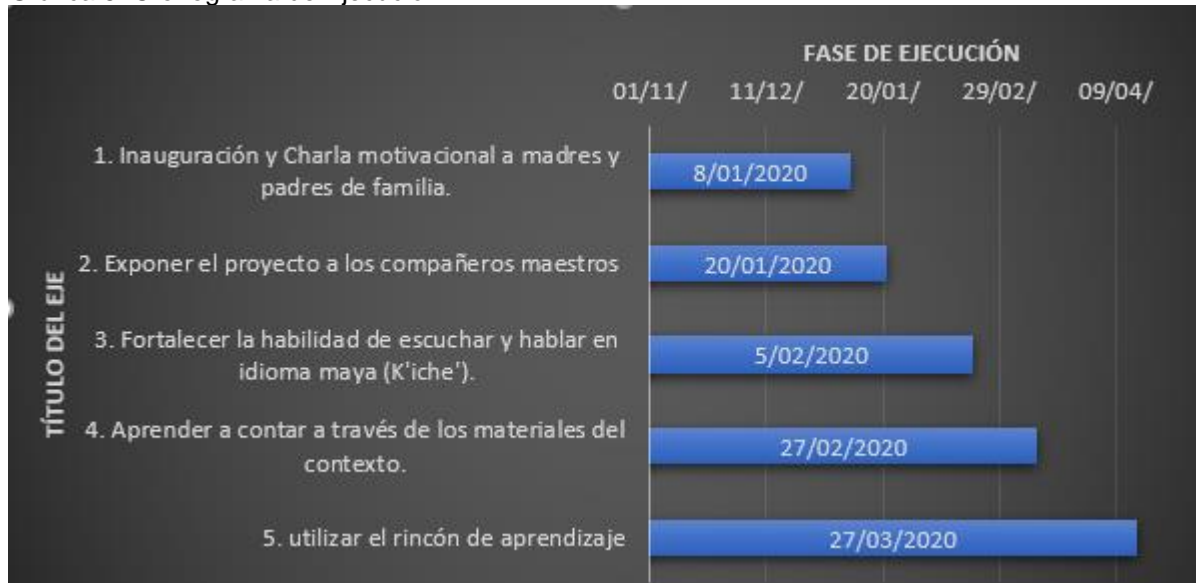 FASE DE EJECUCIÓN
01/11/ 11/12/ 20/01/ 29/02/ 09/04/
TÍTULO DEL EJE
1. Inauguración y Charla motivacional a madres y
padres de familia.
8/01/2020
2. Exponer el proyecto a los compañeros maestros
20/01/2020
3. Fortalecer la habilidad de escuchar y hablar en
idioma maya (K'iche').
5/02/2020
4. Aprender a contar a través de los materiales del
contexto.
27/02/2020
5. utilizar el rincón de aprendizaje
27/03/2020